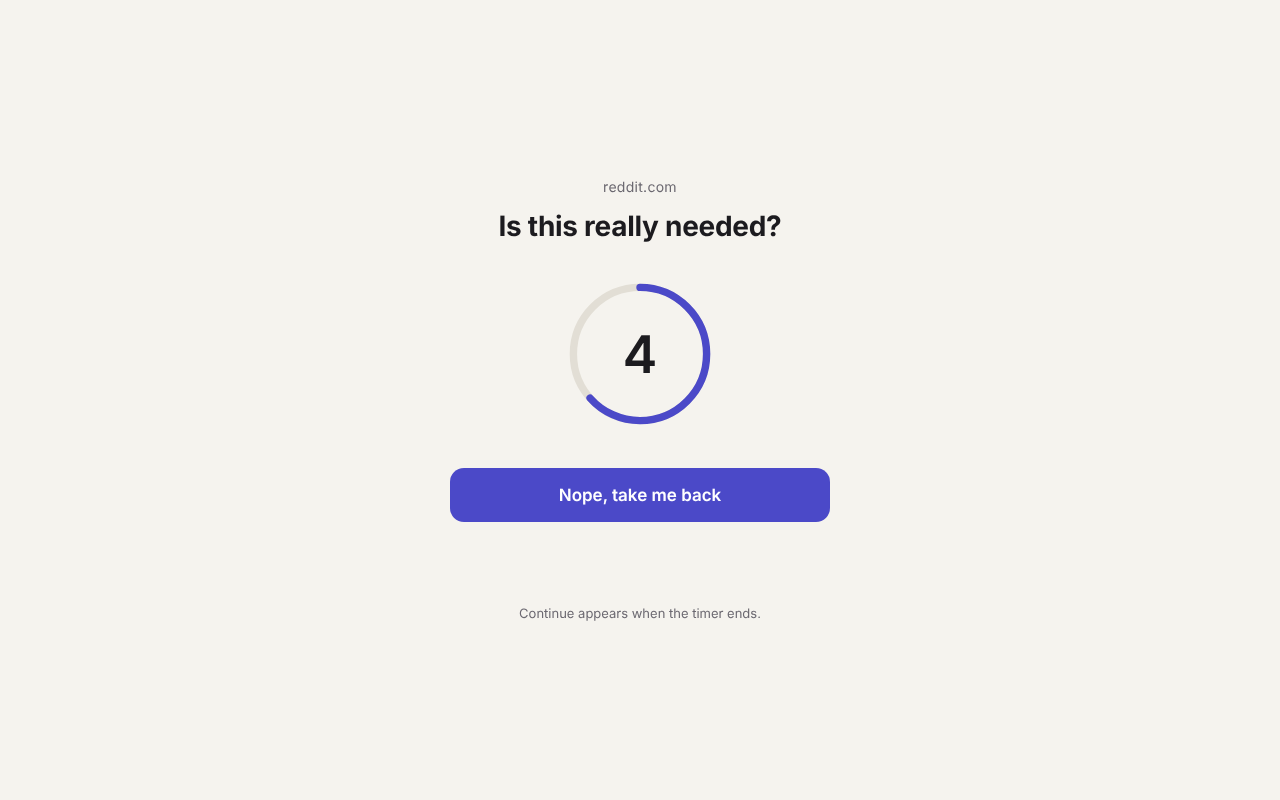 reddit.com
Is this really needed?
4
Nope, take me back
Continue appears when the timer ends.